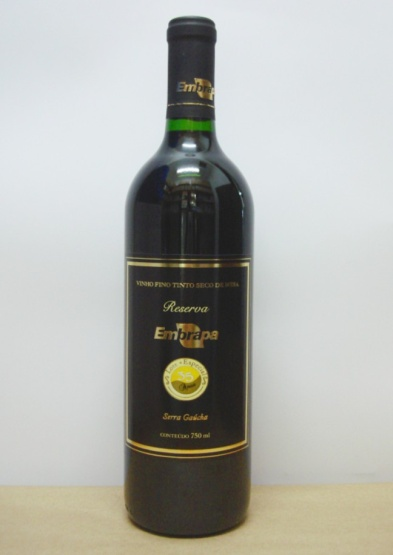 Embrapa
VINHO FINO TINTO SECO DE MESA
Reserva
Embrapa
Serra Gaúcha
CONTEÚDO 750 ml